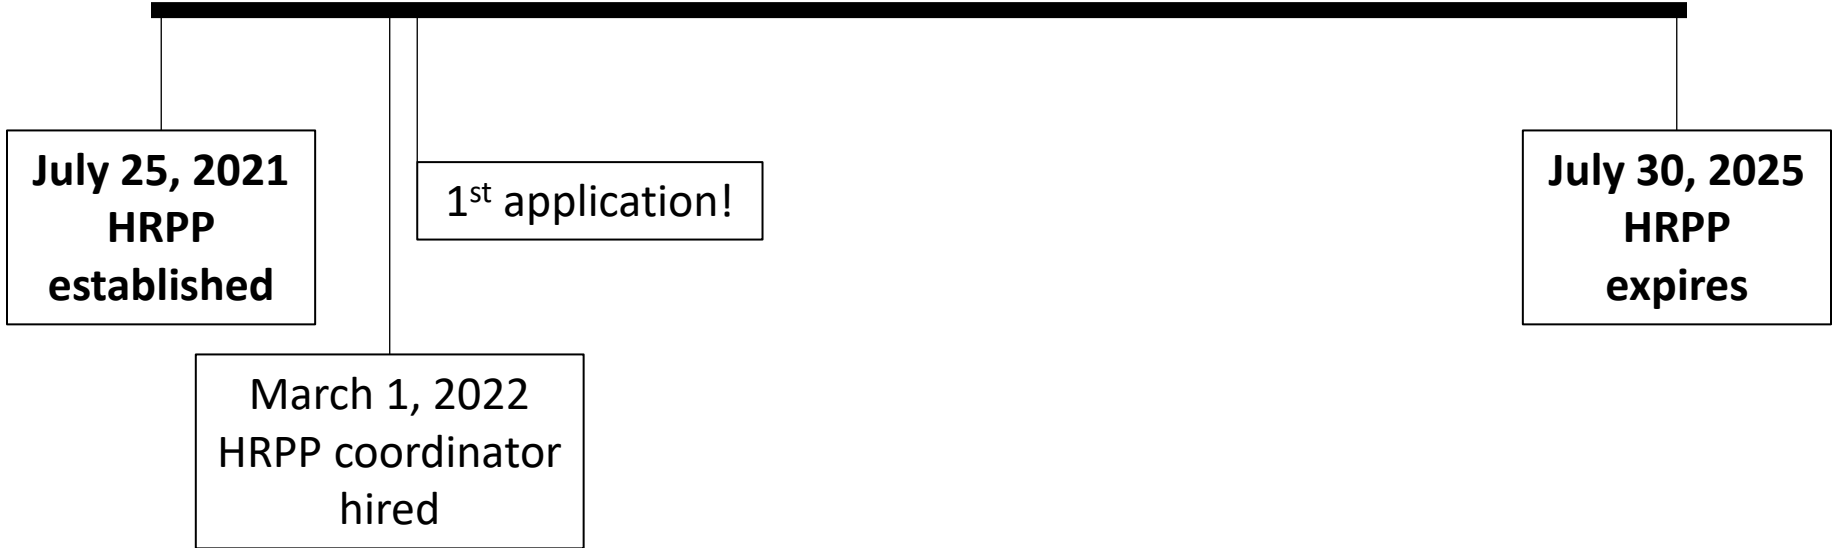 July 25, 2021
HRPP
established
March 1, 2022
HRPP coordinator
hired
1st application!
July 30, 2025
HRPP
expires